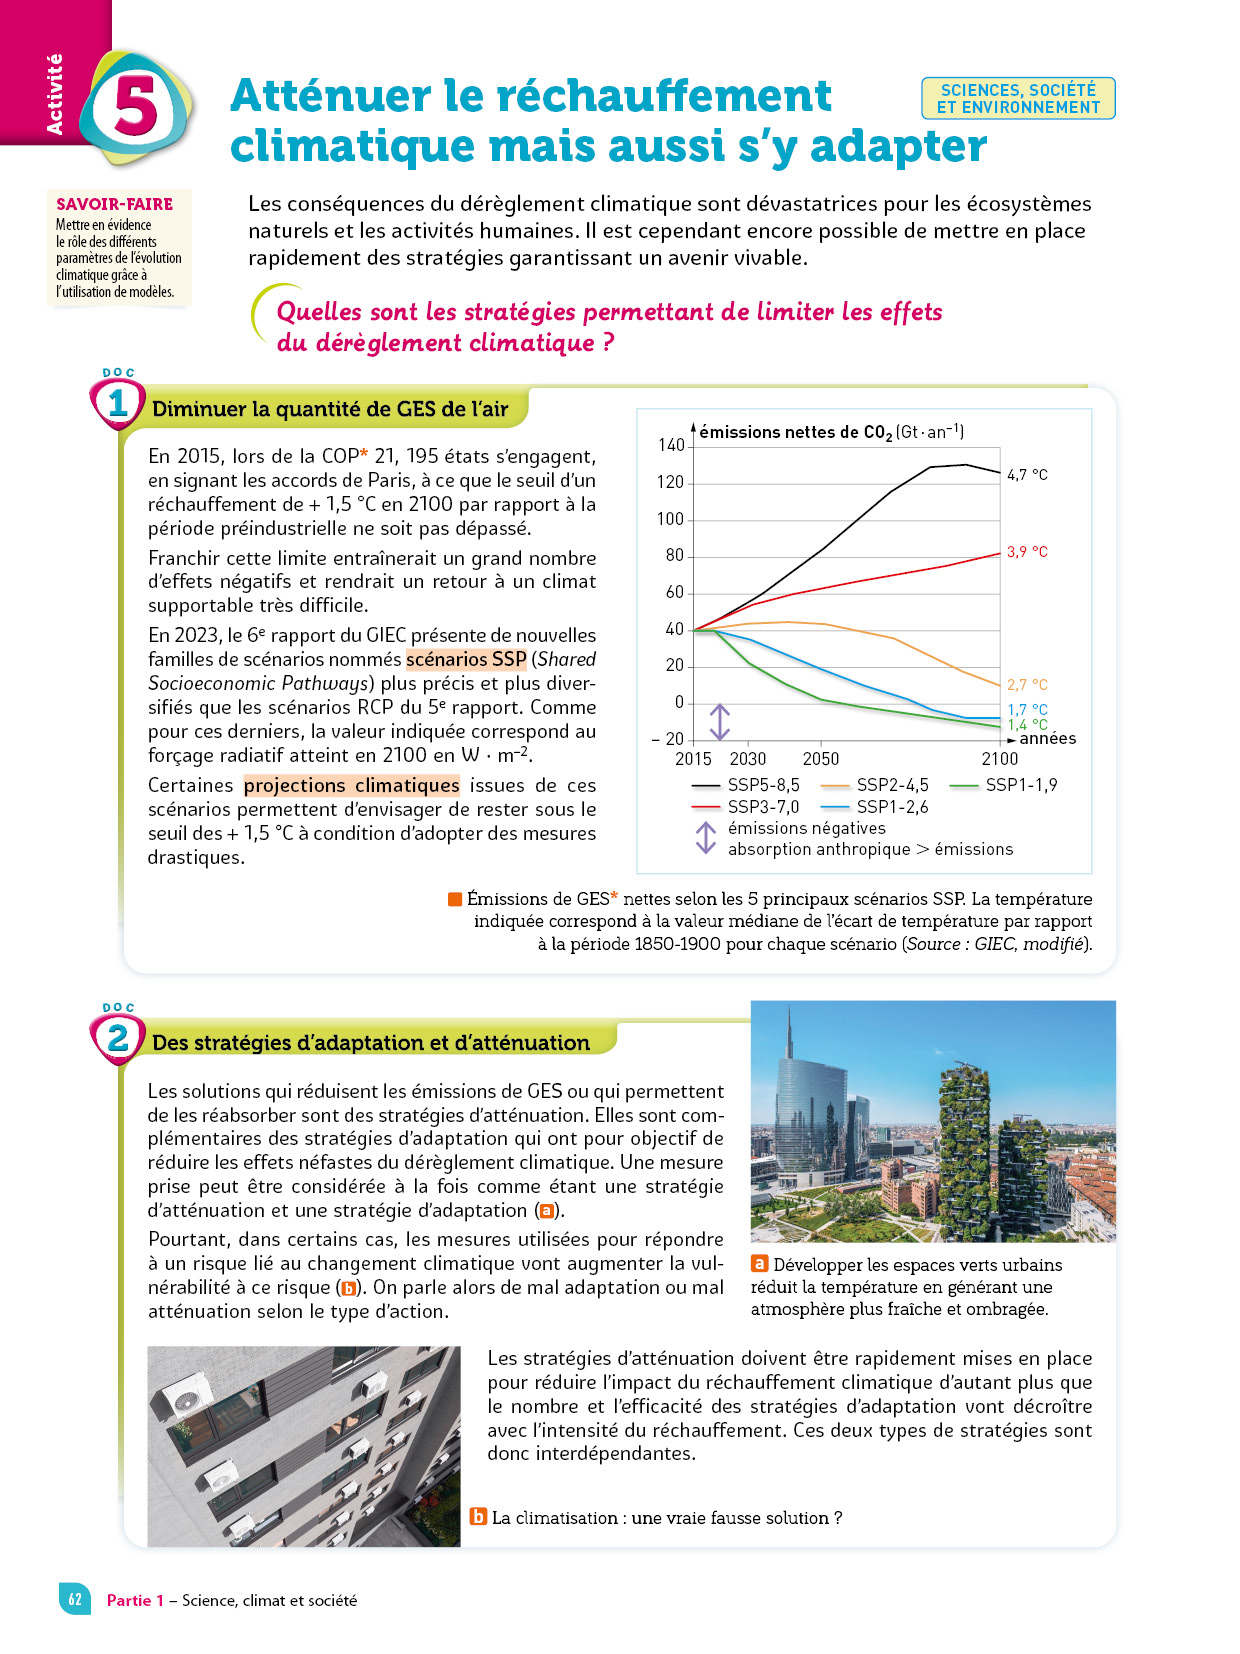 Activité
5
Atténuer le réchauffement
climatique mais aussi s'y adapter
SCIENCES, SOCIÉTÉ
ET ENVIRONNEMENT
SAVOIR-FAIRE
Mettre en évidence
le rôle des différents
paramètres de l'évolution
climatique grâce à
l'utilisation de modèles.
Les conséquences du dérèglement climatique sont dévastatrices pour les écosystèmes
naturels et les activités humaines. Il est cependant encore possible de mettre en place
rapidement des stratégies garantissant un avenir vivable.
Quelles sont les stratégies permettant de limiter les effets
du dérèglement climatique ?
DOC
1
Diminuer la quantité de GES de l'air
En 2015, lors de la COP* 21, 195 états s'engagent,
en signant les accords de Paris, à ce que le seuil d'un
réchauffement de + 1,5 °C en 2100 par rapport à la
période préindustrielle ne soit pas dépassé.
Franchir cette limite entraînerait un grand nombre
d'effets négatifs et rendrait un retour à un climat
supportable très difficile.
En 2023, le 6e rapport du GIEC présente de nouvelles
familles de scénarios nommés scénarios SSP (Shared
Socioeconomic Pathways) plus précis et plus diver-
sifiés que les scénarios RCP du 5e rapport. Comme
pour ces derniers, la valeur indiquée correspond au
forçage radiatif atteint en 2100 en W · m–2.
Certaines projections climatiques issues de ces
scénarios permettent d'envisager de rester sous le
seuil des + 1,5 °C à condition d'adopter des mesures
drastiques.
émissions nettes de CO2 (Gt·an–1)
140
120
100
80
60
40
20
0
– 20
4,7 °C
3,9 °C
2,7 °C
1,7 °C
1,4 °C
années
2015 2030 2050 2100
SSP5-8,5 SSP2-4,5 SSP1-1,9
SSP3-7,0 SSP1-2,6
émissions négatives
absorption anthropique > émissions
Émissions de GES* nettes selon les 5 principaux scénarios SSP. La température
indiquée correspond à la valeur médiane de l'écart de température par rapport
à la période 1850-1900 pour chaque scénario (Source : GIEC, modifié).
DOC
2
Des stratégies d'adaptation et d'atténuation
Les solutions qui réduisent les émissions de GES ou qui permettent
de les réabsorber sont des stratégies d'atténuation. Elles sont com-
plémentaires des stratégies d'adaptation qui ont pour objectif de
réduire les effets néfastes du dérèglement climatique. Une mesure
prise peut être considérée à la fois comme étant une stratégie
d'atténuation et une stratégie d'adaptation (a).
Pourtant, dans certains cas, les mesures utilisées pour répondre
à un risque lié au changement climatique vont augmenter la vul-
nérabilité à ce risque (b). On parle alors de mal adaptation ou mal
atténuation selon le type d'action.
a Développer les espaces verts urbains
réduit la température en générant une
atmosphère plus fraîche et ombragée.
Les stratégies d'atténuation doivent être rapidement mises en place
pour réduire l'impact du réchauffement climatique d'autant plus que
le nombre et l'efficacité des stratégies d'adaptation vont décroître
avec l'intensité du réchauffement. Ces deux types de stratégies sont
donc interdépendantes.
b La climatisation : une vraie fausse solution ?
62
Partie 1 – Science, climat et société